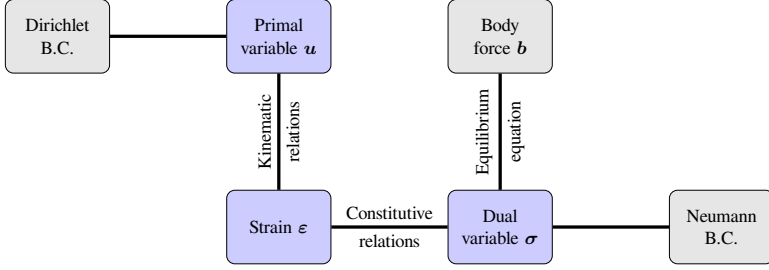 Dirichlet
B.C.
Primal
variable u
Body
force b
Kinematic
relations
Equilibrium
equation
Strain ε
Constitutive
relations
Dual
variable σ
Neumann
B.C.